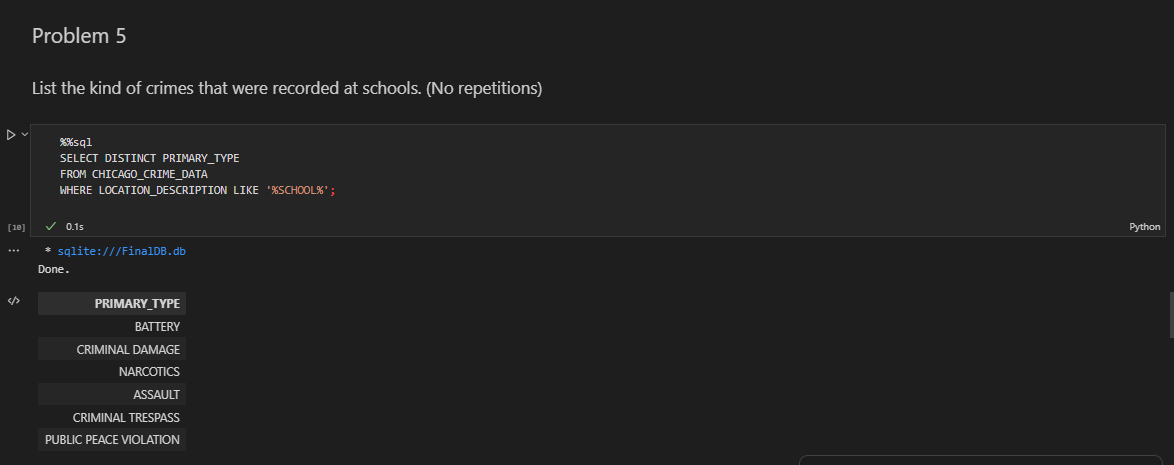 Problem 5
List the kind of crimes that were recorded at schools. (No repetitions)
%%sql
SELECT DISTINCT PRIMARY_TYPE
FROM CHICAGO_CRIME_DATA
WHERE LOCATION_DESCRIPTION LIKE '%SCHOOL%';
[10]
0.1s
Python
* sqlite:///FinalDB.db
Done.
PRIMARY_TYPE
BATTERY
CRIMINAL DAMAGE
NARCOTICS
ASSAULT
CRIMINAL TRESPASS
PUBLIC PEACE VIOLATION